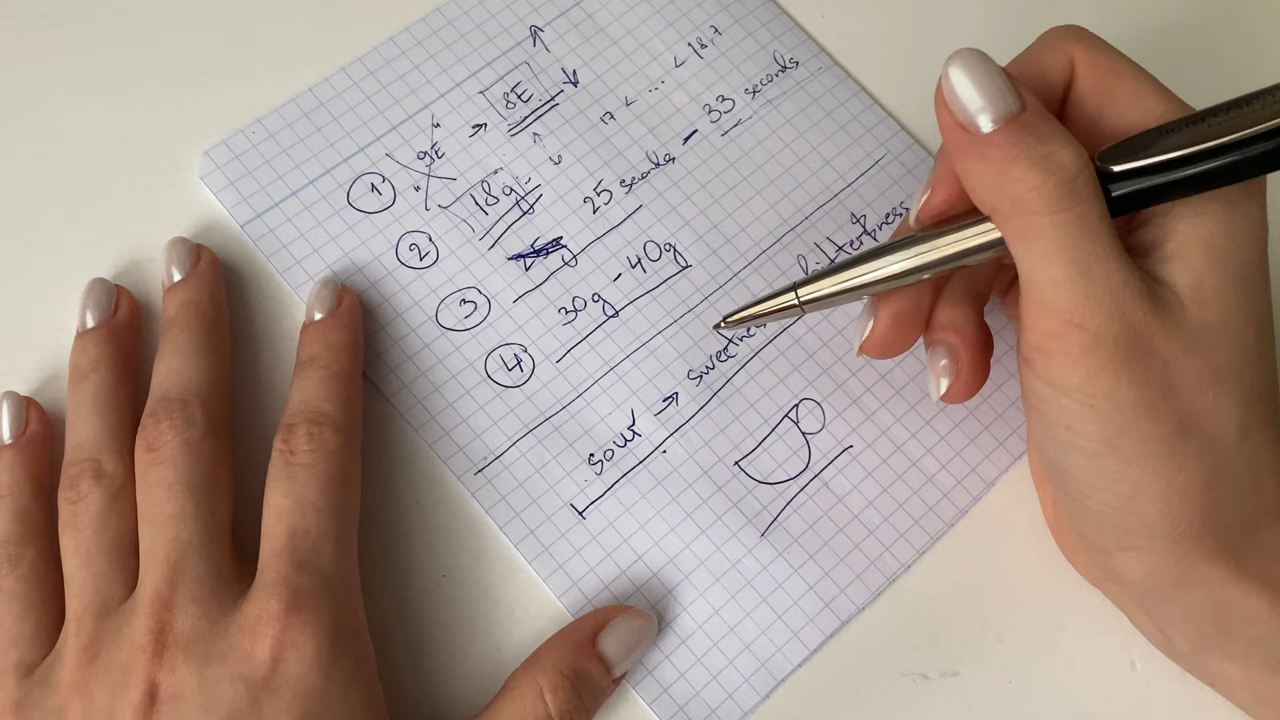 1 "9E" → 8E
2 18g 17 < ... < 18,7
3 25 seconds - 33 seconds
4 30g - 40g
sour → sweetness bitterness